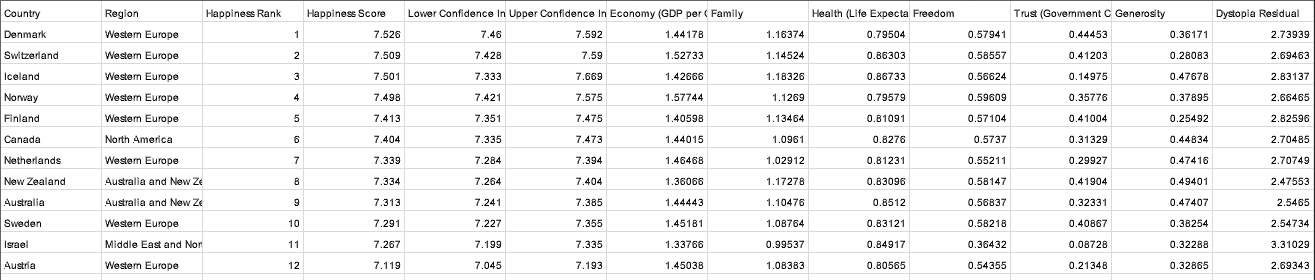 Country Region Happiness Rank Happiness Score Lower Confidence In Upper Confidence In Economy (GDP per C Family Health (Life Expecta Freedom Trust (Government C Generosity Dystopia Residual
Denmark Western Europe 1 7.526 7.46 7.592 1.44178 1.16374 0.79504 0.57941 0.44453 0.36171 2.73939
Switzerland Western Europe 2 7.509 7.428 7.59 1.52733 1.14524 0.86303 0.58557 0.41203 0.28083 2.69463
Iceland Western Europe 3 7.501 7.333 7.669 1.42666 1.18326 0.86733 0.56624 0.14975 0.47678 2.83137
Norway Western Europe 4 7.498 7.421 7.575 1.57744 1.1269 0.79579 0.59609 0.35776 0.37895 2.66465
Finland Western Europe 5 7.413 7.351 7.475 1.40598 1.13464 0.81091 0.57104 0.41004 0.25492 2.82596
Canada North America 6 7.404 7.335 7.473 1.44015 1.0961 0.8276 0.5737 0.31329 0.44834 2.70485
Netherlands Western Europe 7 7.339 7.284 7.394 1.46468 1.02912 0.81231 0.55211 0.29927 0.47416 2.70749
New Zealand Australia and New Ze 8 7.334 7.264 7.404 1.36066 1.17278 0.83096 0.58147 0.41904 0.49401 2.47553
Australia Australia and New Ze 9 7.313 7.241 7.385 1.44443 1.10476 0.8512 0.56837 0.32331 0.47407 2.5465
Sweden Western Europe 10 7.291 7.227 7.355 1.45181 1.08764 0.83121 0.58218 0.40867 0.38254 2.54734
Israel Middle East and Nor 11 7.267 7.199 7.335 1.33766 0.99537 0.84917 0.36432 0.08728 0.32288 3.31029
Austria Western Europe 12 7.119 7.045 7.193 1.45038 1.08383 0.80565 0.54355 0.21348 0.32865 2.69343